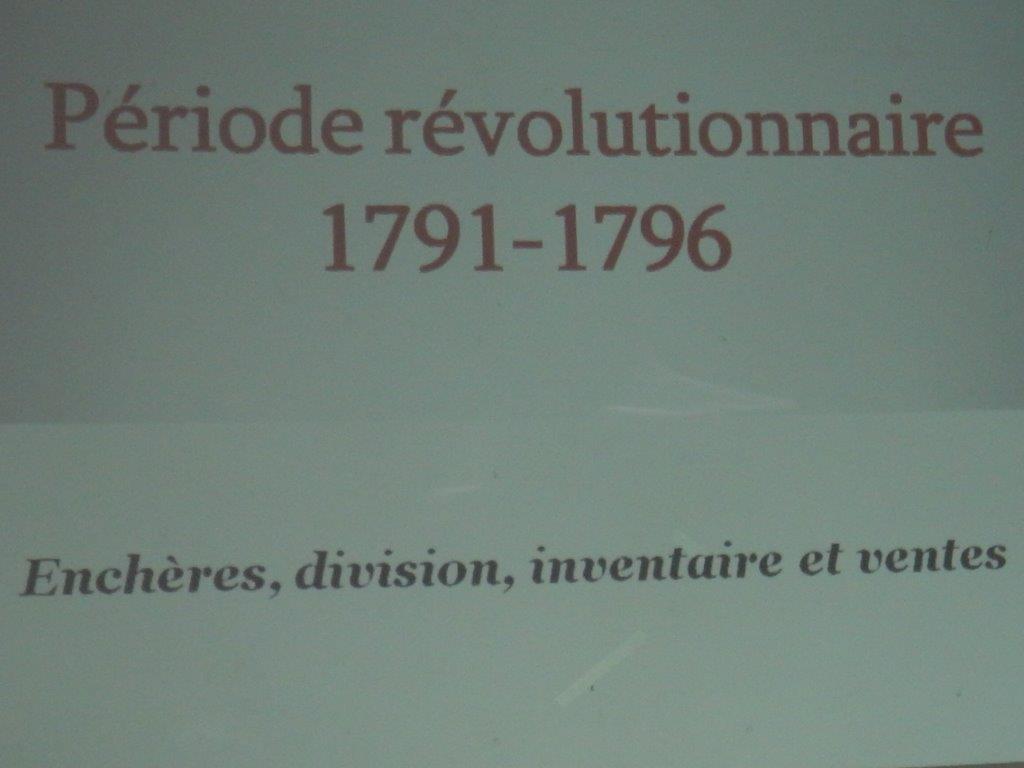 Période révolutionnaire
1791-1796
Enchères, division, inventaire et ventes